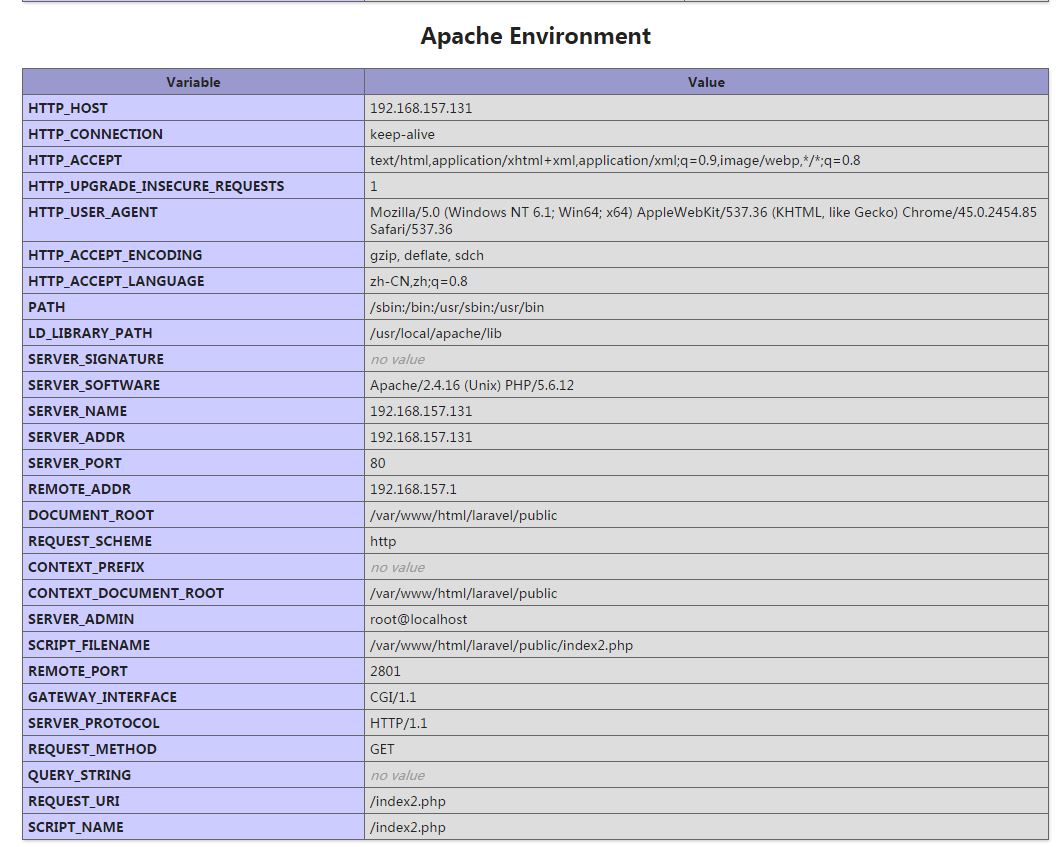 Apache Environment
Variable Value
HTTP_HOST 192.168.157.131
HTTP_CONNECTION keep-alive
HTTP_ACCEPT text/html,application/xhtml+xml,application/xml;q=0.9,image/webp,*/*;q=0.8
HTTP_UPGRADE_INSECURE_REQUESTS 1
HTTP_USER_AGENT Mozilla/5.0 (Windows NT 6.1; Win64; x64) AppleWebKit/537.36 (KHTML, like Gecko) Chrome/45.0.2454.85
Safari/537.36
HTTP_ACCEPT_ENCODING gzip, deflate, sdch
HTTP_ACCEPT_LANGUAGE zh-CN,zh;q=0.8
PATH /sbin:/bin:/usr/sbin:/usr/bin
LD_LIBRARY_PATH /usr/local/apache/lib
SERVER_SIGNATURE no value
SERVER_SOFTWARE Apache/2.4.16 (Unix) PHP/5.6.12
SERVER_NAME 192.168.157.131
SERVER_ADDR 192.168.157.131
SERVER_PORT 80
REMOTE_ADDR 192.168.157.1
DOCUMENT_ROOT /var/www/html/laravel/public
REQUEST_SCHEME http
CONTEXT_PREFIX no value
CONTEXT_DOCUMENT_ROOT /var/www/html/laravel/public
SERVER_ADMIN root@localhost
SCRIPT_FILENAME /var/www/html/laravel/public/index2.php
REMOTE_PORT 2801
GATEWAY_INTERFACE CGI/1.1
SERVER_PROTOCOL HTTP/1.1
REQUEST_METHOD GET
QUERY_STRING no value
REQUEST_URI /index2.php
SCRIPT_NAME /index2.php